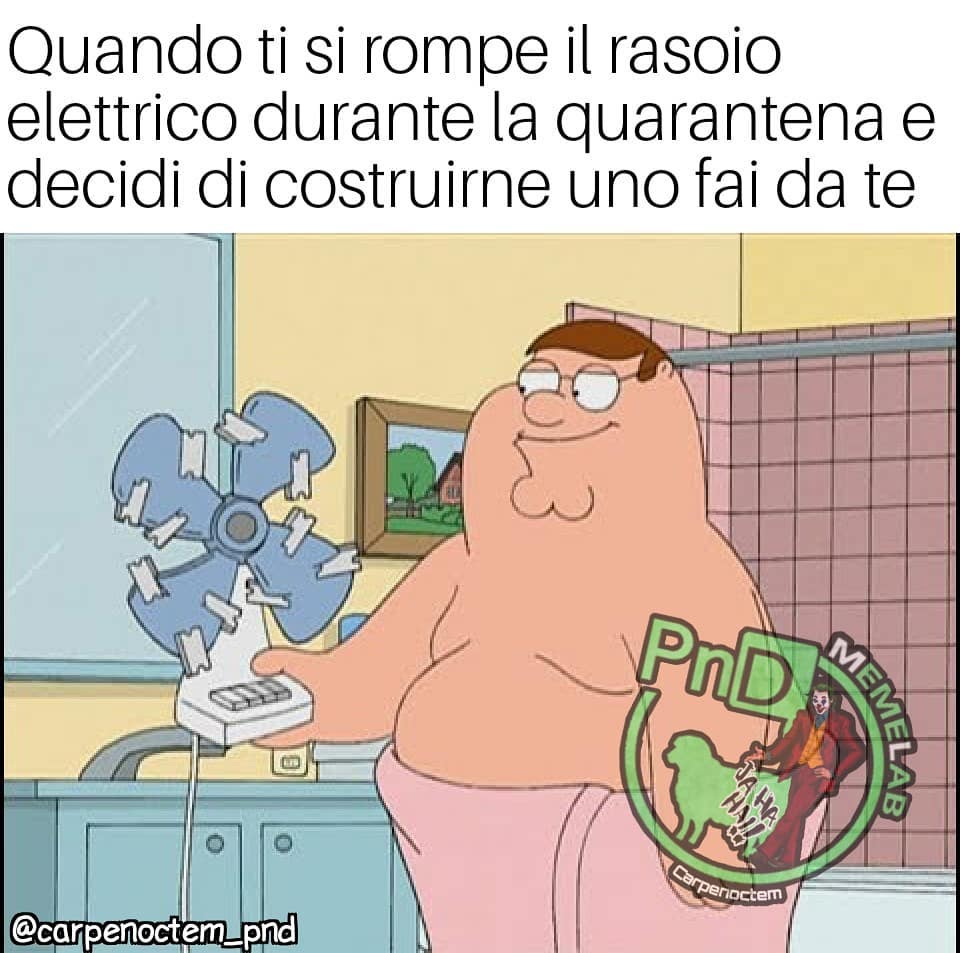 Quando ti si rompe il rasoio
elettrico durante la quarantena e
decidi di costruirne uno fai da te
PnD
MEMELAB
JA HA
HA!!
Carpenoctem
@carpenoctem_pnd